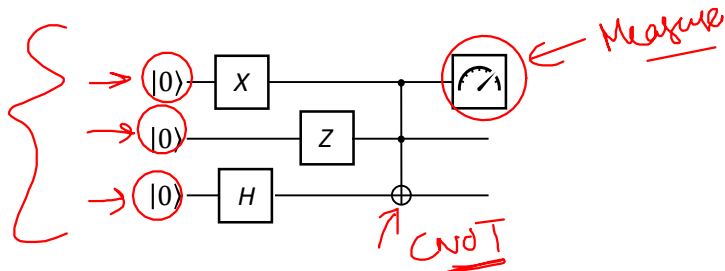 Measure
|0⟩ X
|0⟩ Z
|0⟩ H
CNOT